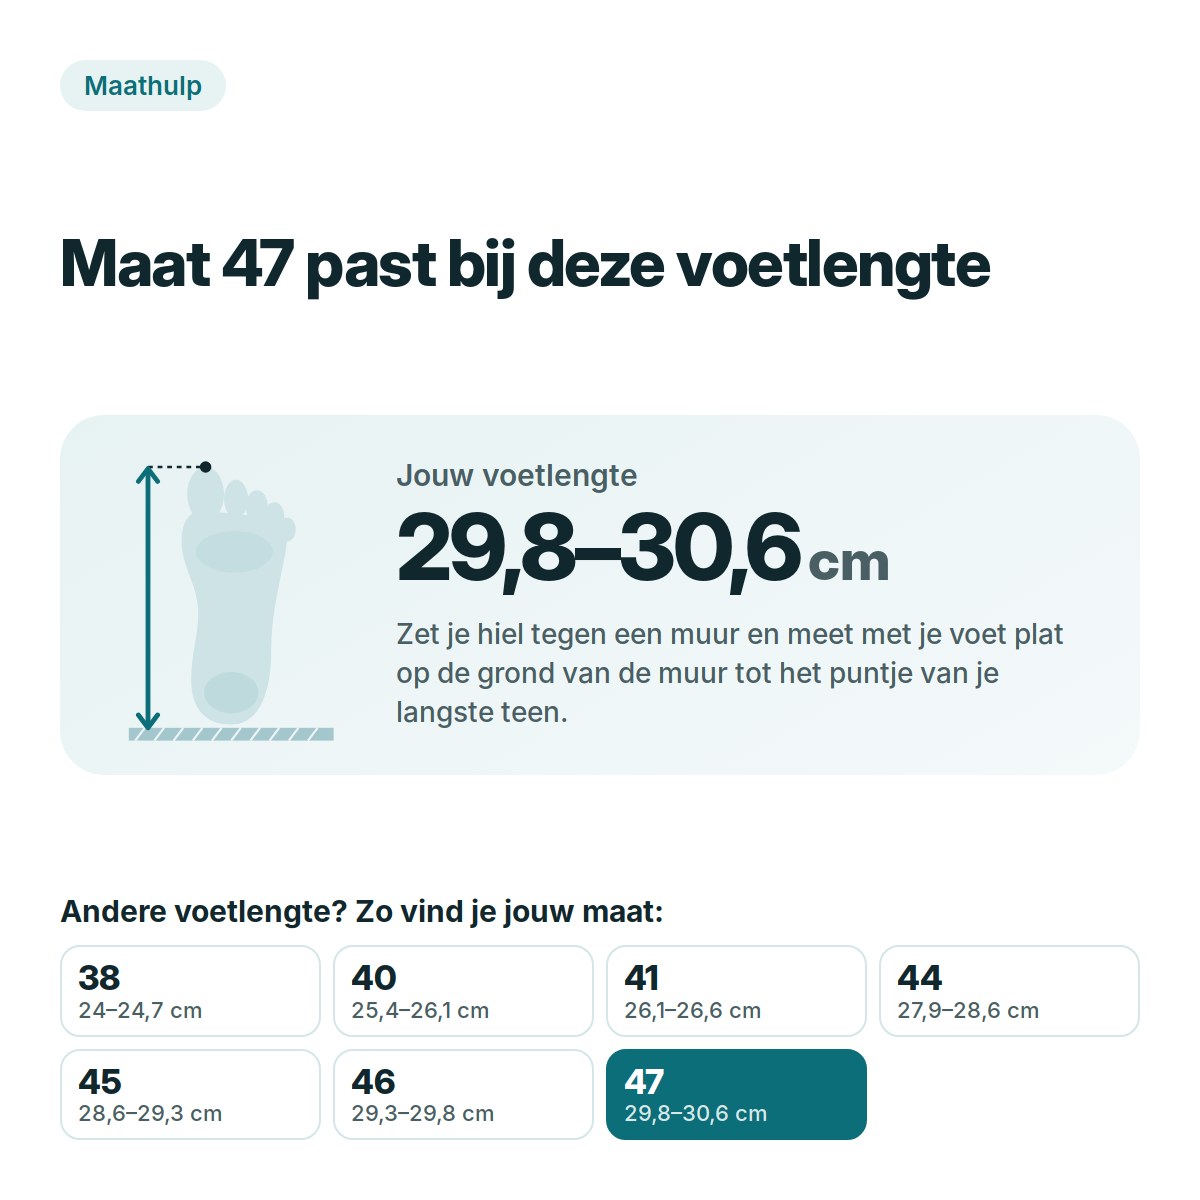 Maathulp
Maat 47 past bij deze voetlengte
Jouw voetlengte
29,8–30,6 cm
Zet je hiel tegen een muur en meet met je voet plat
op de grond van de muur tot het puntje van je
langste teen.
Andere voetlengte? Zo vind je jouw maat:
38
24–24,7 cm
40
25,4–26,1 cm
41
26,1–26,6 cm
44
27,9–28,6 cm
45
28,6–29,3 cm
46
29,3–29,8 cm
47
29,8–30,6 cm